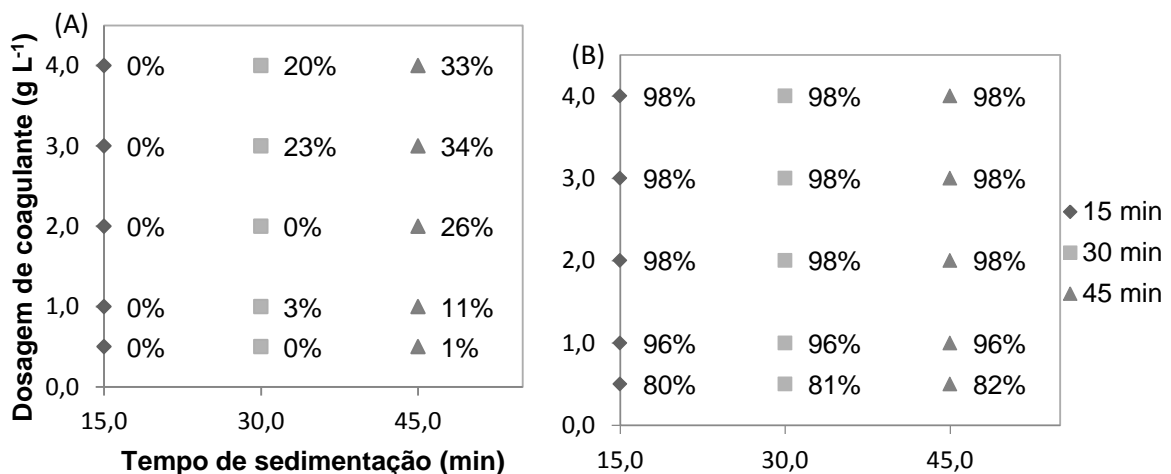 (A)
Dosagem de coagulante (g L⁻¹)
4,0 0% 20% 33%
3,0 0% 23% 34%
2,0 0% 0% 26%
1,0 0% 3% 11%
0% 0% 1%
0,0
15,0 30,0 45,0
Tempo de sedimentação (min)
(B)
4,0 98% 98% 98%
3,0 98% 98% 98%
2,0 98% 98% 98%
1,0 96% 96% 96%
80% 81% 82%
0,0
15,0 30,0 45,0
15 min
30 min
45 min